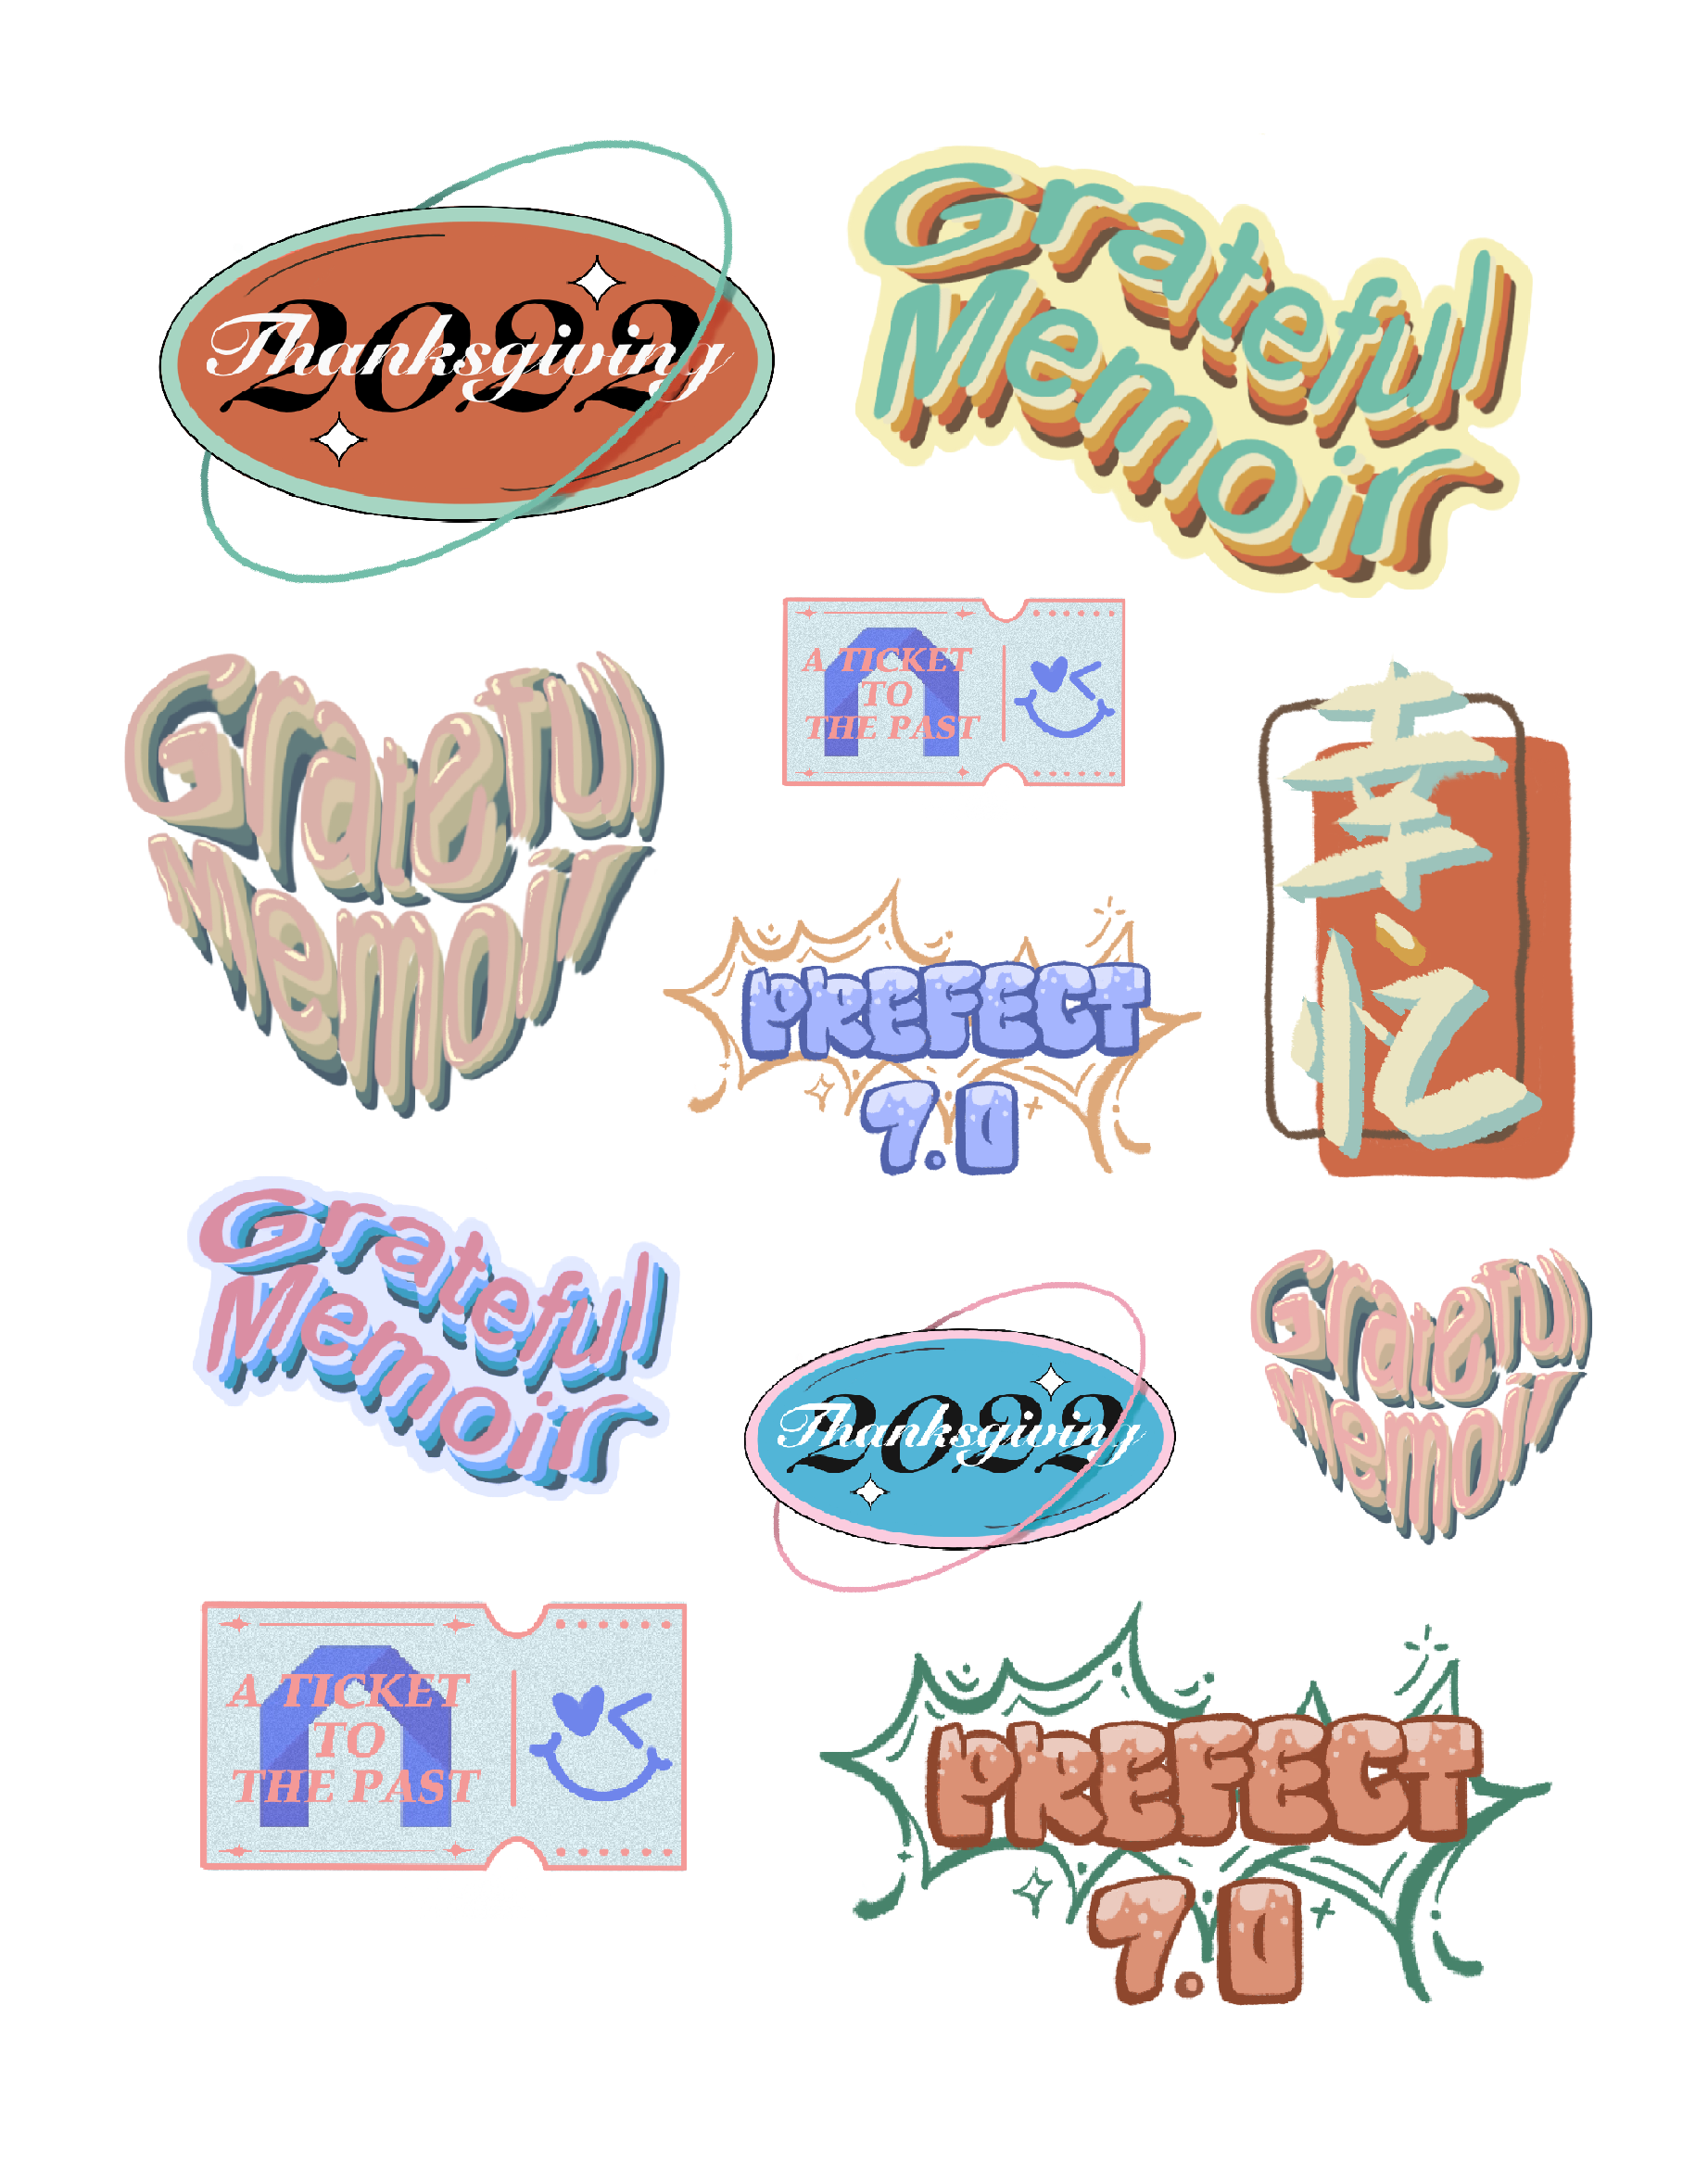 2022
Thanksgiving
Grateful
Memoir
A TICKET
TO
THE PAST
Grateful
Memoir
幸忆
PREFECT
7.0
Grateful
Memoir
2022
Thanksgiving
Grateful
Memoir
A TICKET
TO
THE PAST
PREFECT
7.0